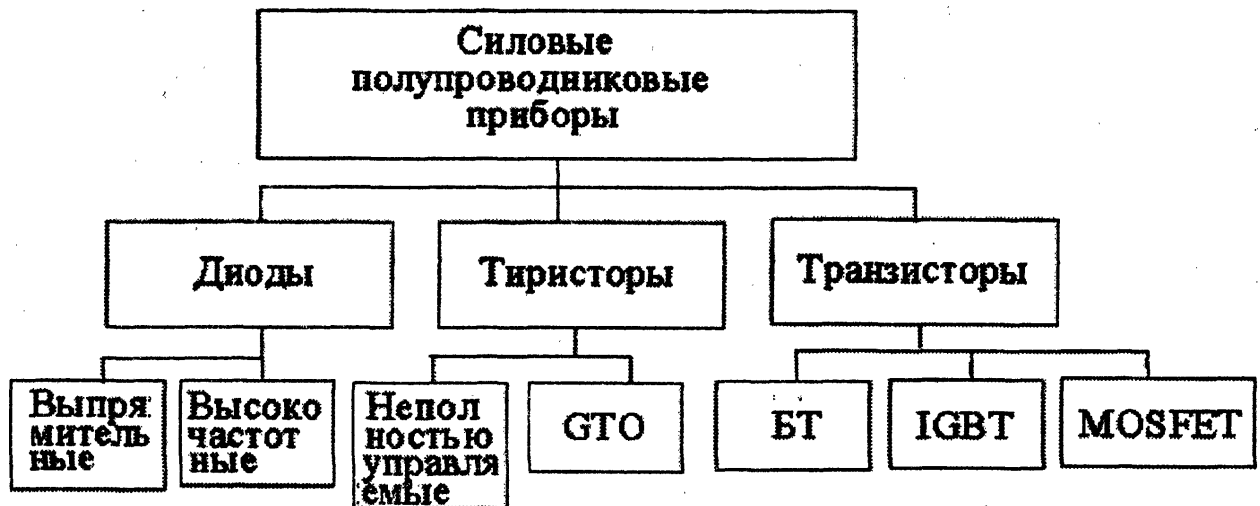 Силовые
полупроводниковые
приборы
Диоды
Тиристоры
Транзисторы
Выпря
митель
ные
Высоко
частот
ные
Непол
ностью
управля
емые
GTO
БТ
IGBT
MOSFET